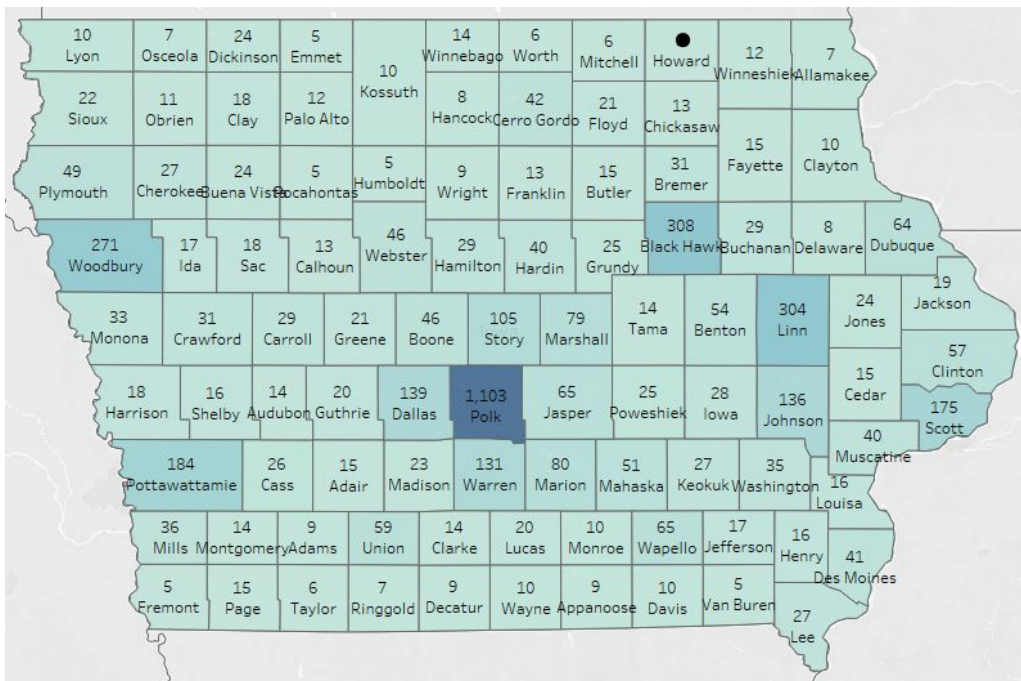 10
Lyon
7
Osceola
24
Dickinson
5
Emmet
10
Kossuth
14
Winnebago
6
Worth
6
Mitchell
Howard
12
Winneshiek
7
Allamakee
22
Sioux
11
Obrien
18
Clay
12
Palo Alto
8
Hancock
42
Cerro Gordo
21
Floyd
13
Chickasaw
15
Fayette
10
Clayton
49
Plymouth
27
Cherokee
24
Buena Vista
5
Pocahontas
5
Humboldt
9
Wright
13
Franklin
15
Butler
31
Bremer
271
Woodbury
17
Ida
18
Sac
13
Calhoun
46
Webster
29
Hamilton
40
Hardin
25
Grundy
308
Black Hawk
29
Buchanan
8
Delaware
64
Dubuque
33
Monona
31
Crawford
29
Carroll
21
Greene
46
Boone
105
Story
79
Marshall
14
Tama
54
Benton
304
Linn
24
Jones
19
Jackson
57
Clinton
18
Harrison
16
Shelby
14
Audubon
20
Guthrie
139
Dallas
1,103
Polk
65
Jasper
25
Poweshiek
28
Iowa
136
Johnson
15
Cedar
175
Scott
40
Muscatine
184
Pottawattamie
26
Cass
15
Adair
23
Madison
131
Warren
80
Marion
51
Mahaska
27
Keokuk
35
Washington
16
Louisa
36
Mills
14
Montgomery
9
Adams
59
Union
14
Clarke
20
Lucas
10
Monroe
65
Wapello
17
Jefferson
16
Henry
41
Des Moines
5
Fremont
15
Page
6
Taylor
7
Ringgold
9
Decatur
10
Wayne
9
Appanoose
10
Davis
5
Van Buren
27
Lee